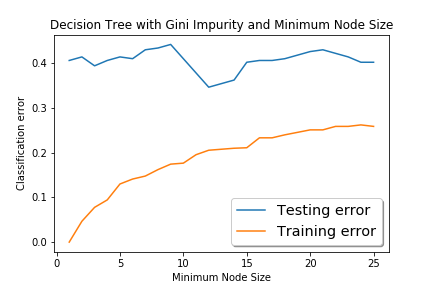 Decision Tree with Gini Impurity and Minimum Node Size
Classification error
0.4
0.3
0.2
0.1
0.0
Testing error
Training error
0 5 10 15 20 25
Minimum Node Size